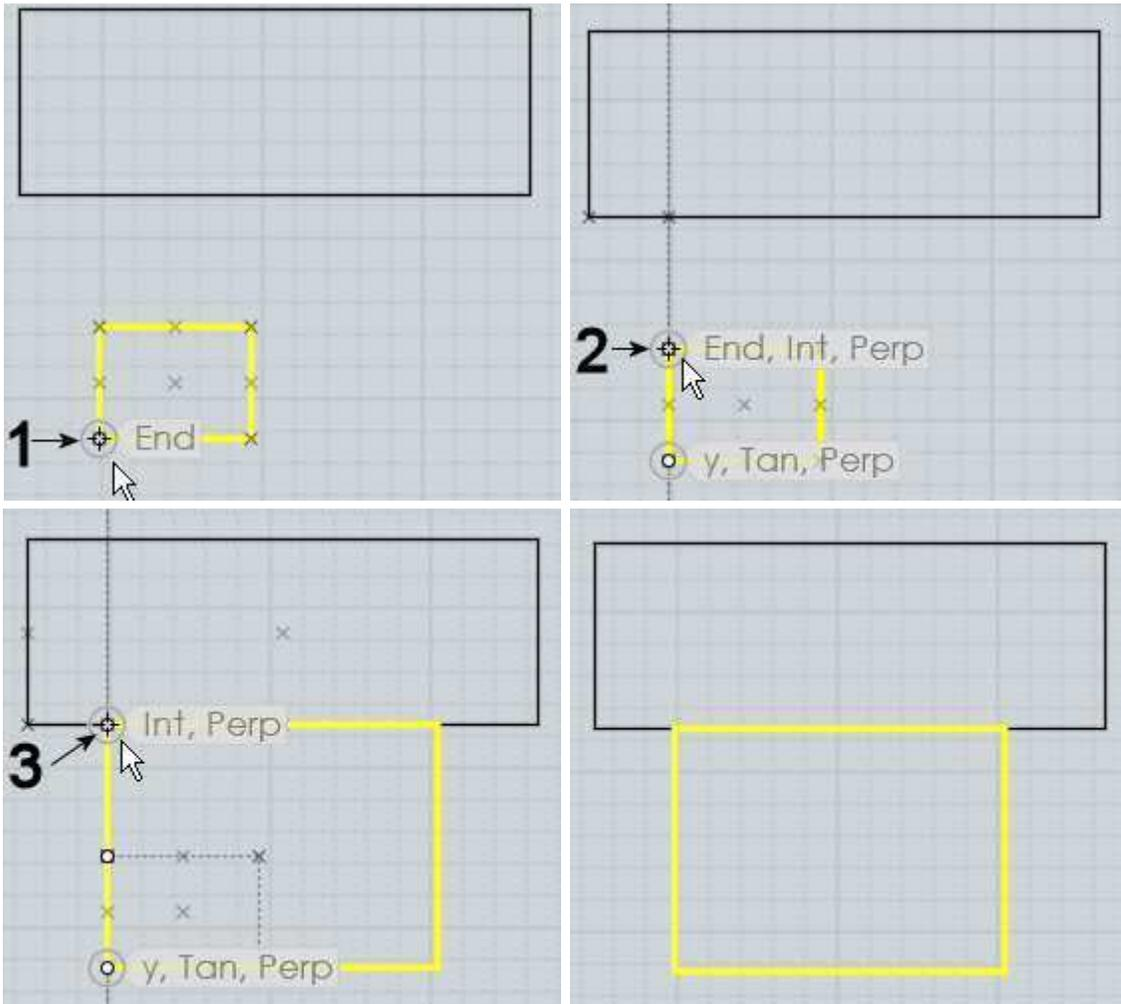 1 End
2 End, Int, Perp
y, Tan, Perp
3 Int, Perp
y, Tan, Perp